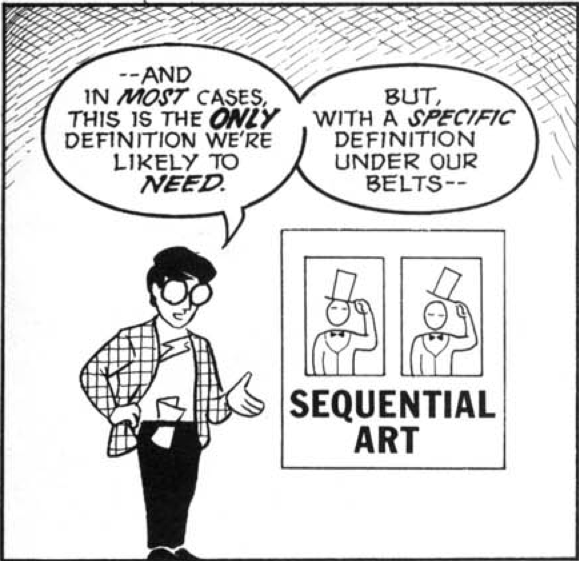 --AND
IN MOST CASES,
THIS IS THE ONLY
DEFINITION WE'RE
LIKELY TO
NEED.
BUT,
WITH A SPECIFIC
DEFINITION
UNDER OUR
BELTS--
SEQUENTIAL
ART